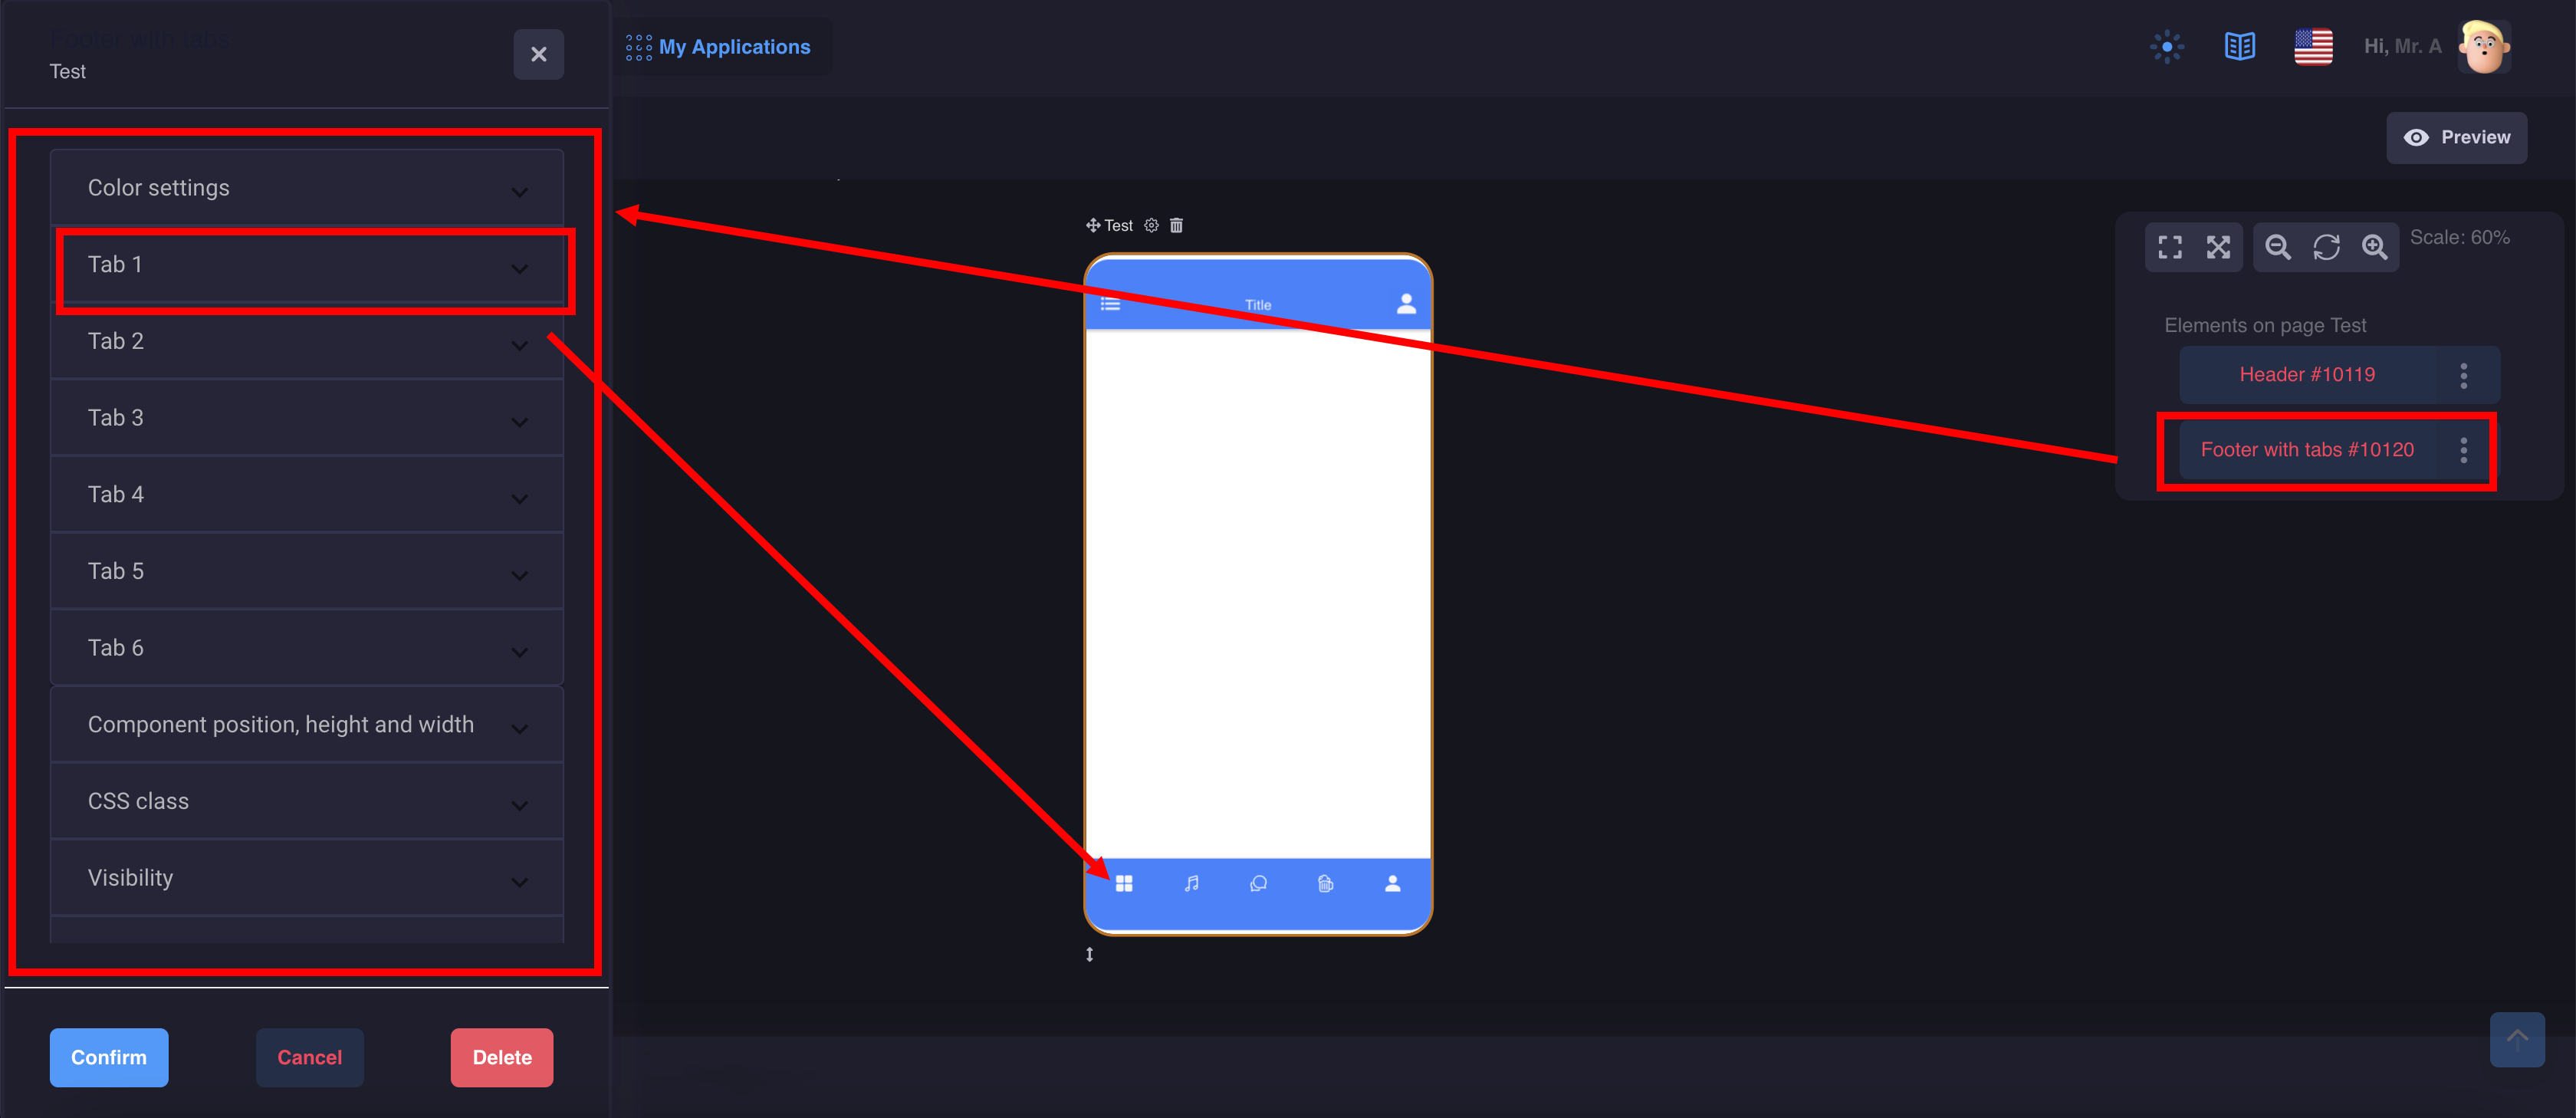 Footer with tabs
Test
My Applications
Hi, Mr. A
Preview
Color settings
Tab 1
Tab 2
Tab 3
Tab 4
Tab 5
Tab 6
Component position, height and width
CSS class
Visibility
Confirm
Cancel
Delete
Test
Title
Scale: 60%
Elements on page Test
Header #10119
Footer with tabs #10120